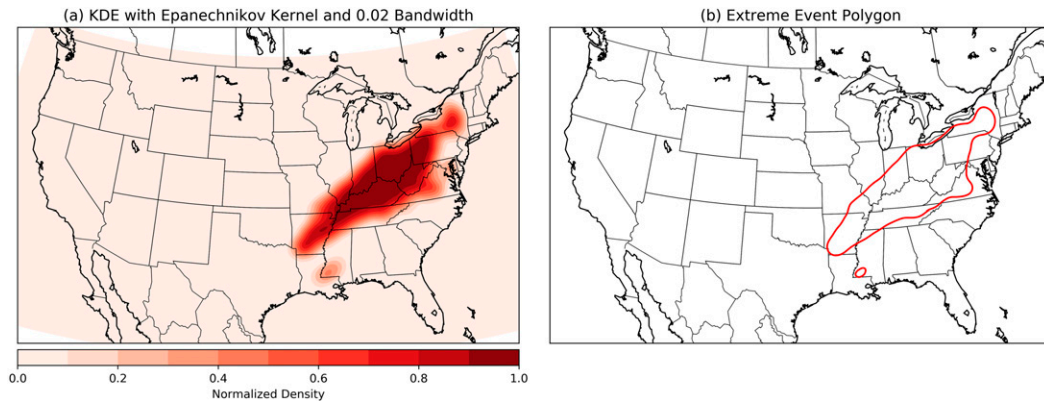 (a) KDE with Epanechnikov Kernel and 0.02 Bandwidth
(b) Extreme Event Polygon
0.0 0.2 0.4 0.6 0.8 1.0
Normalized Density